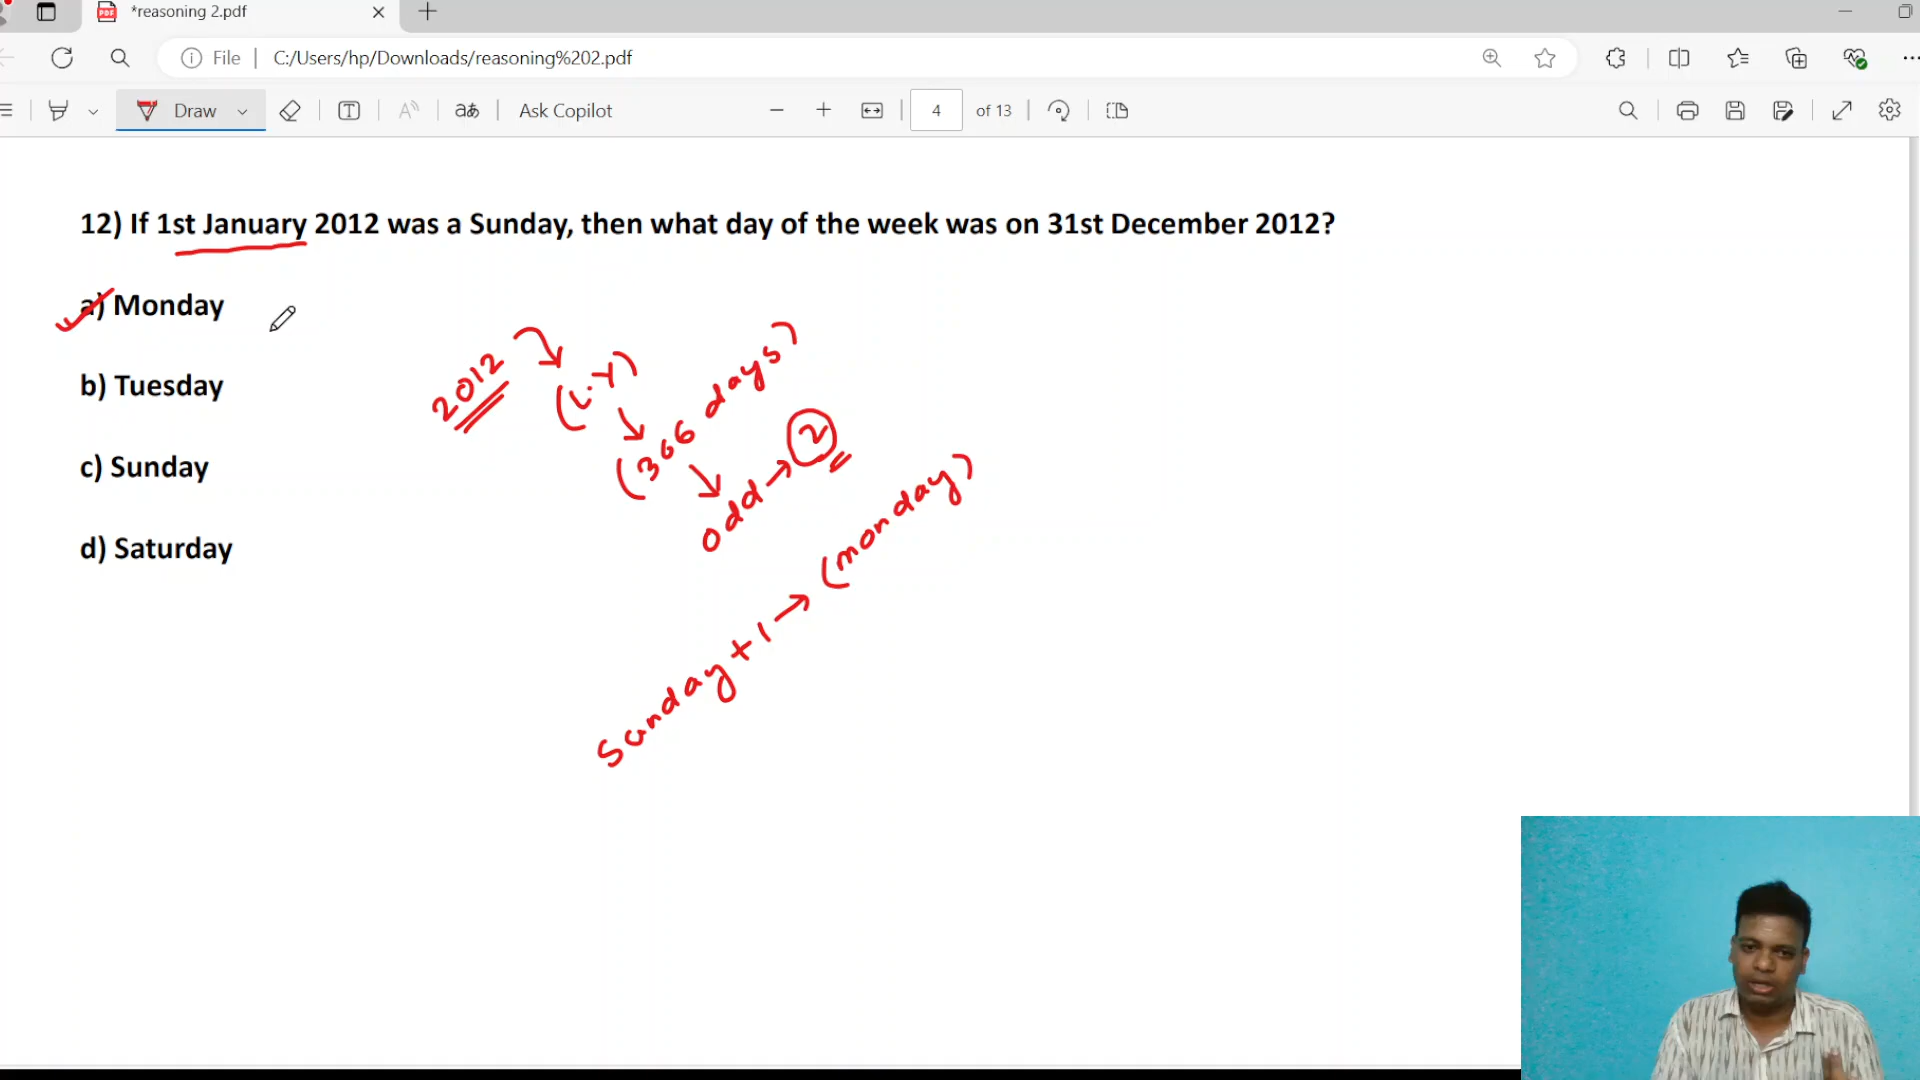 *reasoning 2.pdf
File
C:/Users/hp/Downloads/reasoning%202.pdf
Draw
Ask Copilot
4 of 13
12) If 1st January 2012 was a Sunday, then what day of the week was on 31st December 2012?
a) Monday
b) Tuesday
c) Sunday
d) Saturday
2012
(L.Y)
(366 days)
odd → 2
Sunday + 1 → (monday)